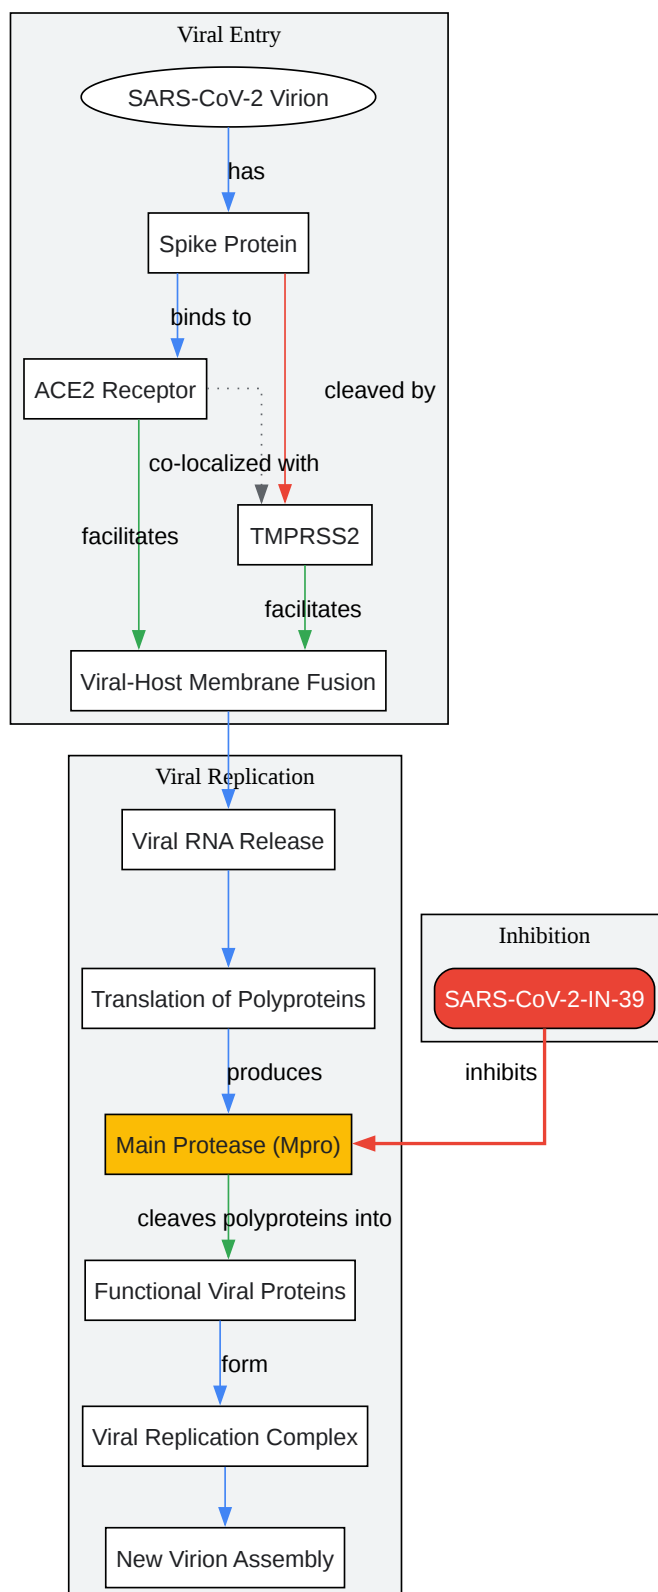 Viral Entry
SARS-CoV-2 Virion
has
Spike Protein
binds to
ACE2 Receptor
cleaved by
co-localized with
facilitates
TMPRSS2
facilitates
Viral-Host Membrane Fusion
Viral Replication
Viral RNA Release
Inhibition
Translation of Polyproteins
SARS-CoV-2-IN-39
produces
inhibits
Main Protease (Mpro)
cleaves polyproteins into
Functional Viral Proteins
form
Viral Replication Complex
New Virion Assembly